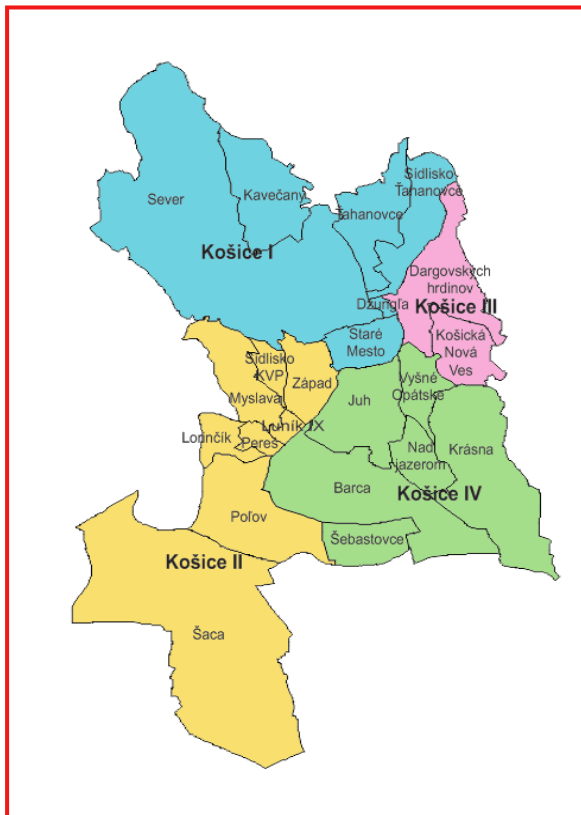 Sídlisko
Ťahanovce
Sever
Kavečany
Ťahanovce
Košice I
Dargovských
hrdinov
Džungľa
Košice III
Staré
Mesto
Košická
Nová
Ves
Sídlisko
KVP
Západ
Vyšné
Opátske
Myslava
Juh
Luník IX
Lorinčík
Pereš
Nad
jazerom
Krásna
Barca
Košice IV
Poľov
Šebastovce
Košice II
Šaca